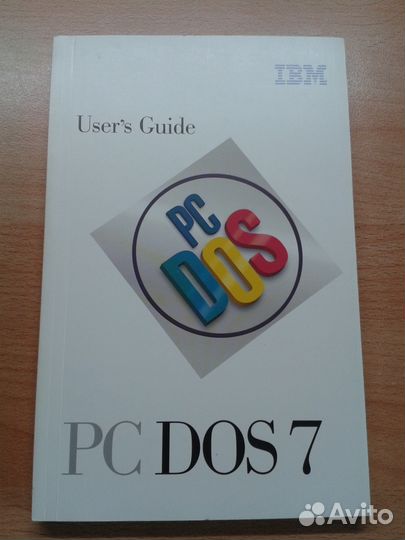 IBM
User's Guide
PC
DOS
PC DOS 7
Avito